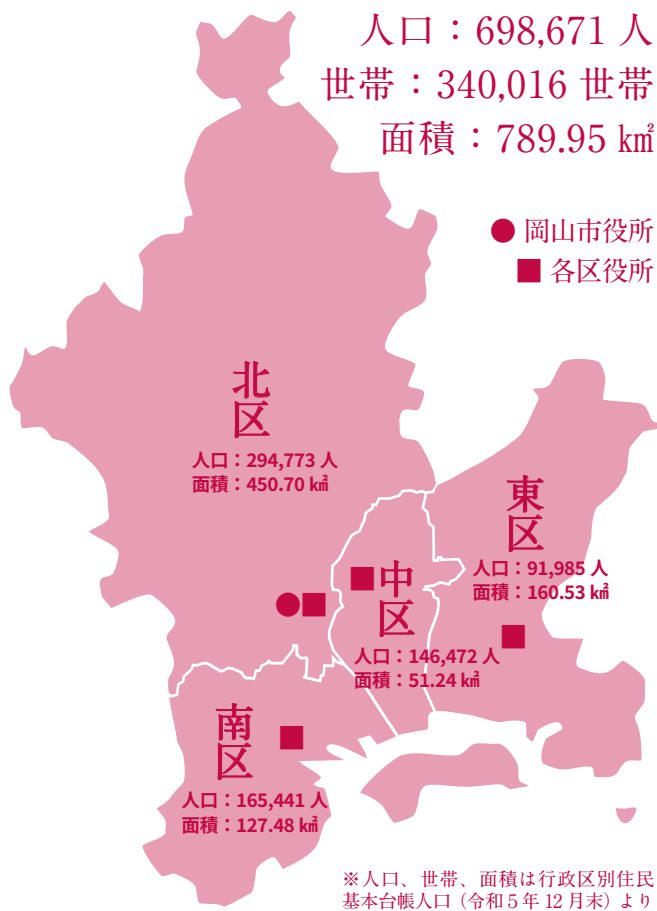 人口：698,671 人
世帯：340,016 世帯
面積：789.95 ㎢
● 岡山市役所
■ 各区役所
北区
人口：294,773 人
面積：450.70 ㎢
東区
人口：91,985 人
面積：160.53 ㎢
中区
人口：146,472 人
面積：51.24 ㎢
南区
人口：165,441 人
面積：127.48 ㎢
※人口、世帯、面積は行政区別住民
基本台帳人口（令和５年 12 月末）より